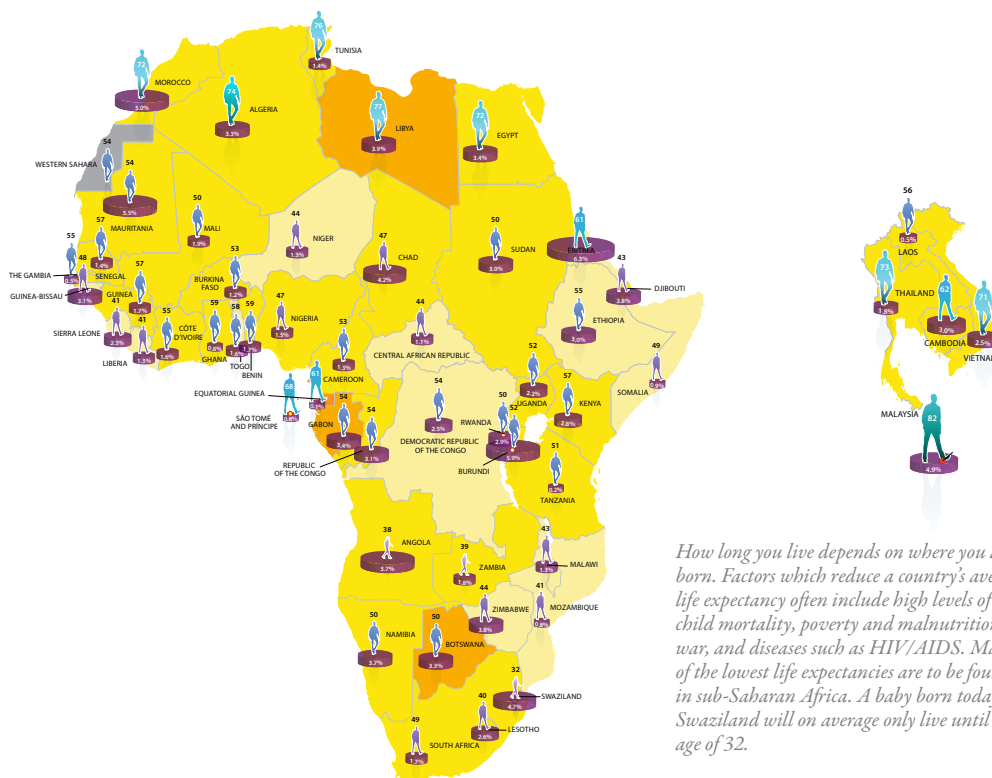 76
TUNISIA
1.4%
72
MOROCCO
5.0%
74
ALGERIA
3.3%
77
LIBYA
3.9%
72
EGYPT
3.4%
54
WESTERN SAHARA
54
MAURITANIA
5.5%
50
MALI
1.9%
44
NIGER
1.3%
47
CHAD
4.2%
50
SUDAN
3.0%
61
ERITREA
6.3%
43
DJIBOUTI
3.8%
55
ETHIOPIA
3.0%
49
SOMALIA
0.9%
55
THE GAMBIA
0.5%
57
SENEGAL
1.4%
48
GUINEA-BISSAU
3.1%
57
GUINEA
1.7%
53
BURKINA
FASO
1.2%
41
SIERRA LEONE
2.3%
41
LIBERIA
1.3%
55
CÔTE
D'IVOIRE
1.6%
59
GHANA
0.8%
58
TOGO
1.6%
59
BENIN
47
NIGERIA
1.5%
53
CAMEROON
1.3%
44
CENTRAL AFRICAN REPUBLIC
1.1%
61
EQUATORIAL GUINEA
68
SÃO TOMÉ
AND PRÍNCIPE
54
GABON
3.4%
54
REPUBLIC
OF THE CONGO
3.1%
54
DEMOCRATIC REPUBLIC
OF THE CONGO
2.5%
52
UGANDA
2.2%
57
KENYA
2.8%
50
RWANDA
2.9%
52
BURUNDI
5.9%
51
TANZANIA
38
ANGOLA
5.7%
39
ZAMBIA
1.8%
43
MALAWI
1.3%
44
ZIMBABWE
3.8%
41
MOZAMBIQUE
0.8%
50
NAMIBIA
3.7%
50
BOTSWANA
3.3%
32
SWAZILAND
4.7%
40
LESOTHO
2.6%
49
SOUTH AFRICA
1.7%
56
LAOS
0.5%
73
THAILAND
1.8%
62
CAMBODIA
3.0%
71
VIETNA
2.5%
MALAYSIA
82
4.9%
How long you live depends on where you a
born. Factors which reduce a country's ave
life expectancy often include high levels of
child mortality, poverty and malnutrition
war, and diseases such as HIV/AIDS. Ma
of the lowest life expectancies are to be fou
in sub-Saharan Africa. A baby born today
Swaziland will on average only live until
age of 32.